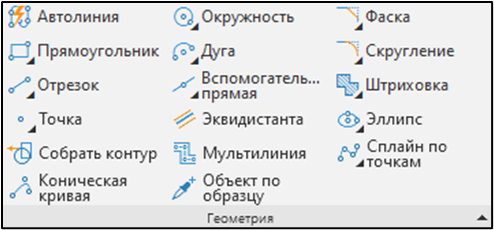 Автолиния
Окружность
Фаска
Прямоугольник
Дуга
Скругление
Отрезок
Вспомогатель...
прямая
Штриховка
Точка
Эквидистанта
Эллипс
Собрать контур
Мультилиния
Сплайн по
точкам
Коническая
кривая
Объект по
образцу
Геометрия